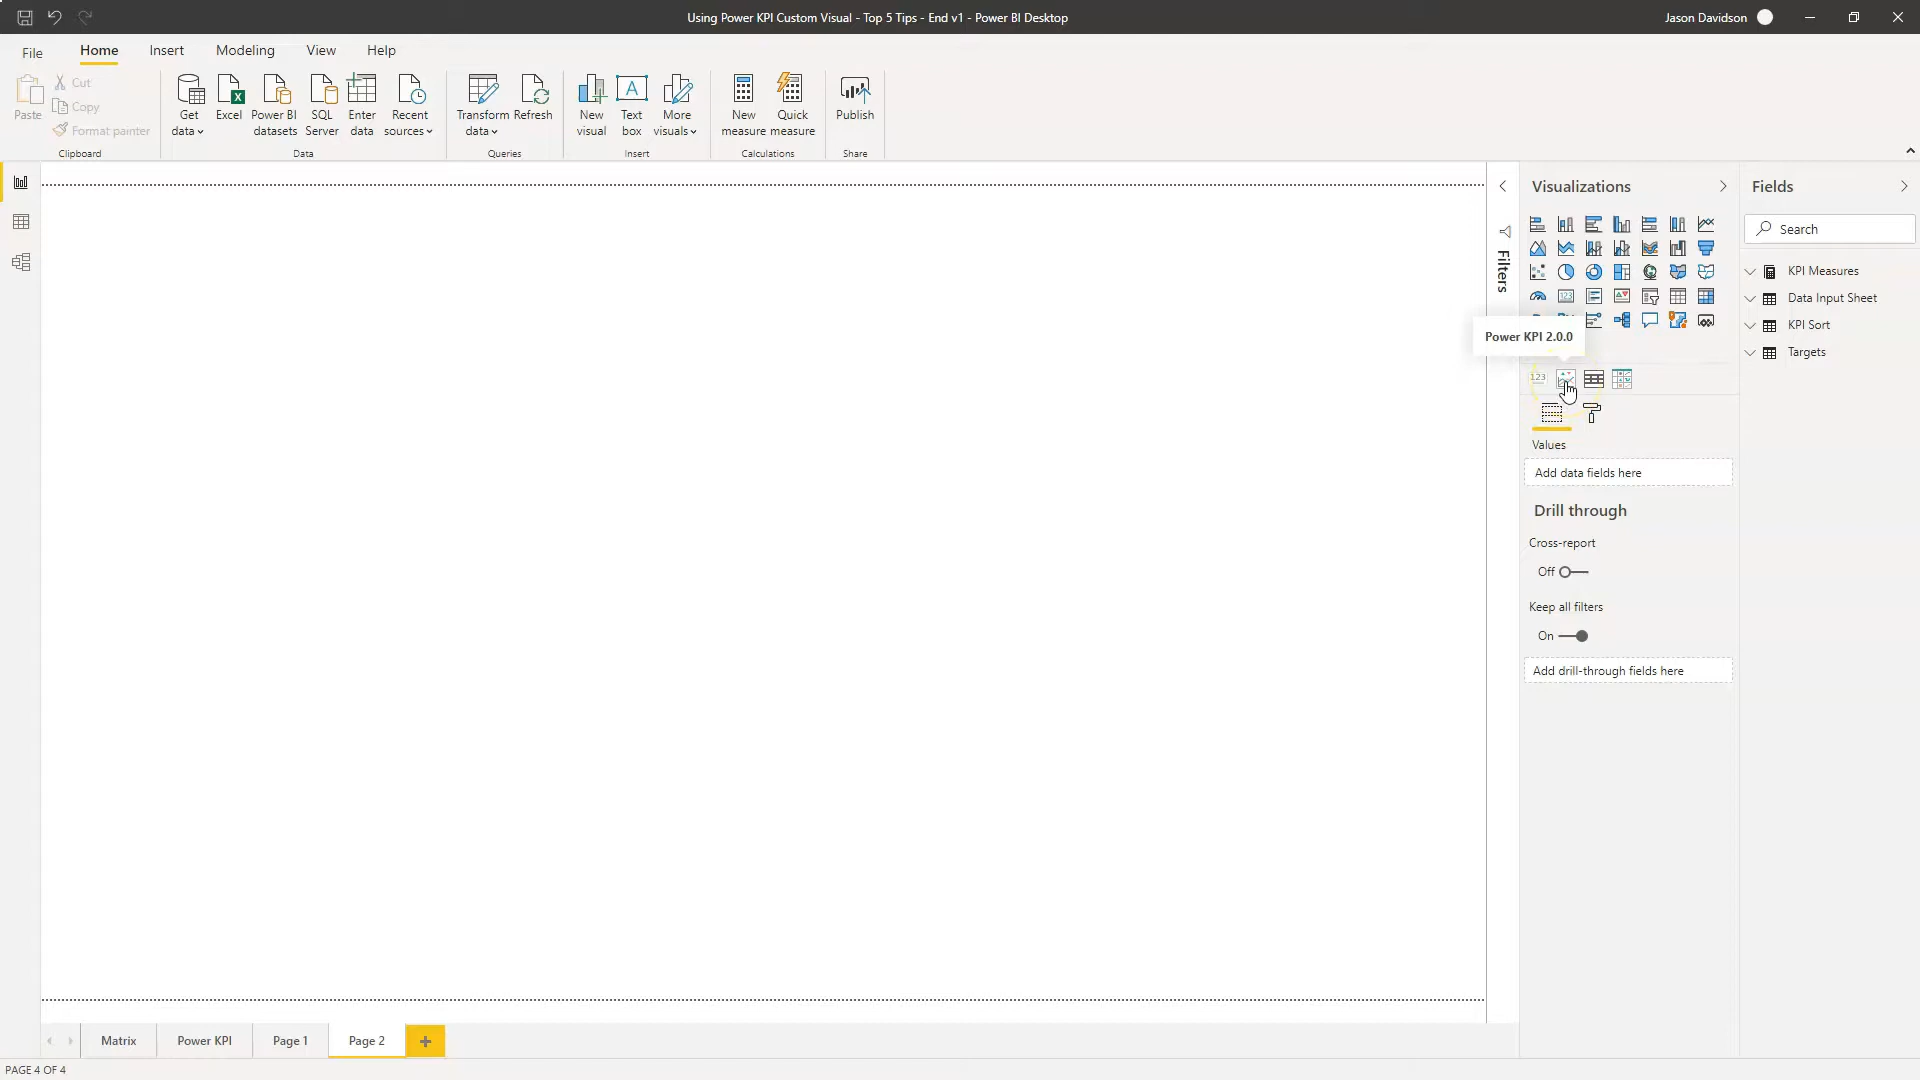 Using Power KPI Custom Visual - Top 5 Tips - End v1 - Power BI Desktop
Jason Davidson
File
Home
Insert
Modeling
View
Help
Paste
Cut
Copy
Format painter
Clipboard
Get data
Excel
Power BI datasets
SQL Server
Enter data
Recent sources
Data
Transform data
Refresh
Queries
New visual
A
Text box
More visuals
Insert
New measure
Quick measure
Calculations
Publish
Share
Filters
Visualizations
123
Power KPI 2.0.0
123
Values
Add data fields here
Drill through
Cross-report
Off
Keep all filters
On
Add drill-through fields here
Fields
Search
KPI Measures
Data Input Sheet
KPI Sort
Targets
Matrix
Power KPI
Page 1
Page 2
+
PAGE 4 OF 4